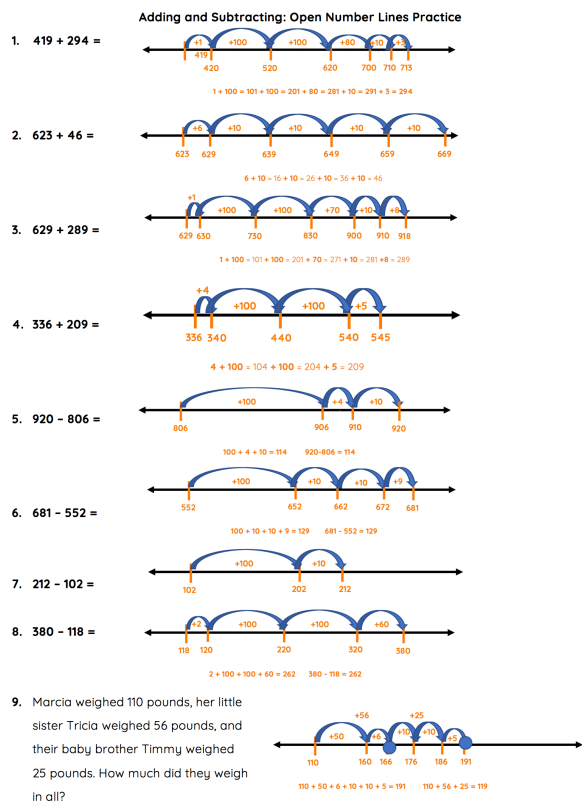 Adding and Subtracting: Open Number Lines Practice
1. 419 + 294 =
+1 +100 +100 +80 +10 +3
419 420 520 620 700 710 713
1 + 100 = 101 + 100 = 201 + 80 = 281 + 10 = 291 + 3 = 294
2. 623 + 46 =
+6 +10 +10 +10 +10
623 629 639 649 659 669
6 + 10 = 16 + 10 = 26 + 10 = 36 + 10 = 46
3. 629 + 289 =
+1 +100 +100 +70 +10 +8
629 630 730 830 900 910 918
1 + 100 = 101 + 100 = 201 + 70 = 271 + 10 = 281 +8 = 289
4. 336 + 209 =
+4 +100 +100 +5
336 340 440 540 545
4 + 100 = 104 + 100 = 204 + 5 = 209
5. 920 – 806 =
+100 +4 +10
806 906 910 920
100 + 4 + 10 = 114 920-806 = 114
6. 681 – 552 =
+100 +10 +10 +9
552 652 662 672 681
100 + 10 + 10 + 9 = 129 681 - 552 = 129
7. 212 – 102 =
+100 +10
102 202 212
8. 380 – 118 =
+2 +100 +100 +60
118 120 220 320 380
2 + 100 + 100 + 60 = 262 380 - 118 = 262
9. Marcia weighed 110 pounds, her little
sister Tricia weighed 56 pounds, and
their baby brother Timmy weighed
25 pounds. How much did they weigh
in all?
+56 +25
+50 +6 +10 +10 +5
110 160 166 176 186 191
110 + 50 + 6 + 10 + 10 + 5 = 191 110 + 56 + 25 = 119